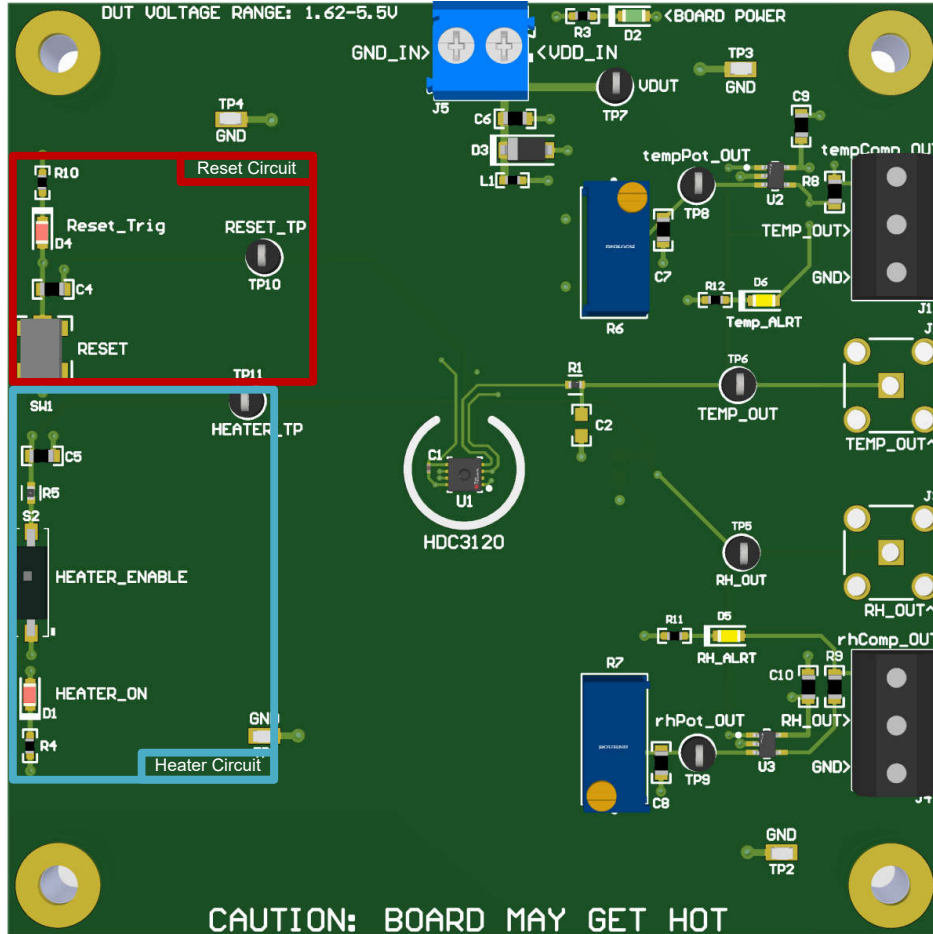 DUT VOLTAGE RANGE: 1.62-5.5V
R3
D2
<BOARD POWER
GND_IN>
<VDD_IN
TP3
GND
J5
VDUT
TP7
TP4
GND
C6
C9
D3
tempPot_OUT
tempComp_OUT
L1
U2
R8
TP8
Reset Circuit
R10
Reset_Trig
D4
RESET_TP
TP10
TEMP_OUT>
C7
GND>
C4
R12
D6
Temp_ALRT
R6
J1
RESET
SW1
TP11
HEATER_TP
R1
TP6
TEMP_OUT
C2
TEMP_OUT^
C5
C1
U1
R5
HDC3120
S2
HEATER_ENABLE
TP5
RH_OUT
RH_OUT^
R11
D5
RH_ALRT
rhComp_OUT
R7
C10
R9
HEATER_ON
D1
RH_OUT>
rhPot_OUT
GND
R4
U3
TP9
GND>
Heater Circuit
C8
J4
GND
TP2
CAUTION: BOARD MAY GET HOT